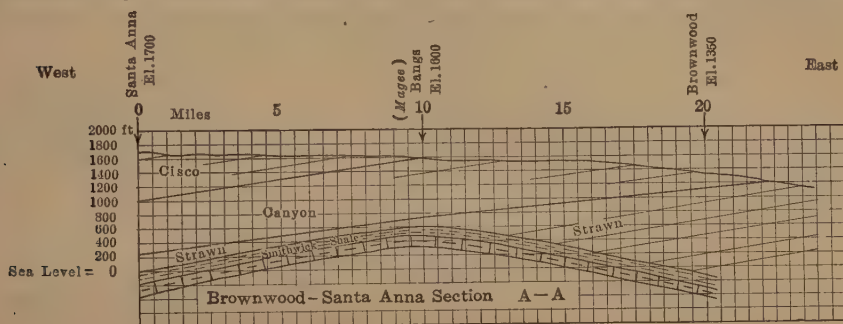 Santa Anna
El.1700
(Magee)
Bangs
El.1600
Brownwood
El.1350
West
East
0 Miles 5 10 15 20
2000 ft.
1800
1600
1400
1200
1000
800
600
400
200
Sea Level = 0
Cisco
Canyon
Strawn
Strawn
Smithwick Shale
Brownwood-Santa Anna Section A-A